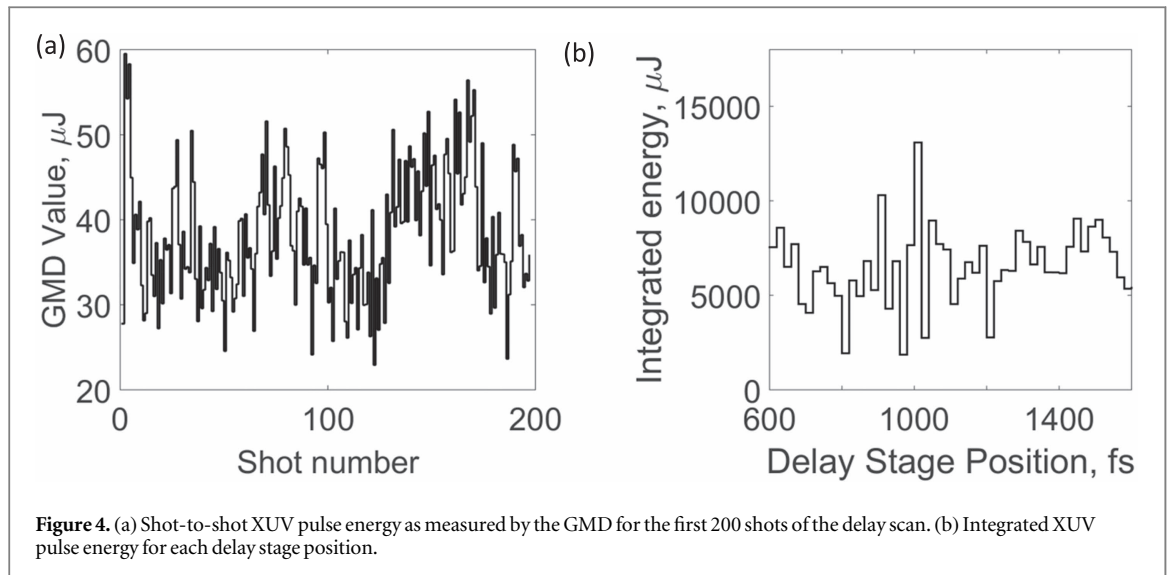 (a)
60
50
40
30
20
GMD Value, μJ
0
100
200
Shot number
(b)
15000
10000
5000
0
Integrated energy, μJ
600
1000
1400
Delay Stage Position, fs
Figure 4. (a) Shot-to-shot XUV pulse energy as measured by the GMD for the first 200 shots of the delay scan. (b) Integrated XUV
pulse energy for each delay stage position.